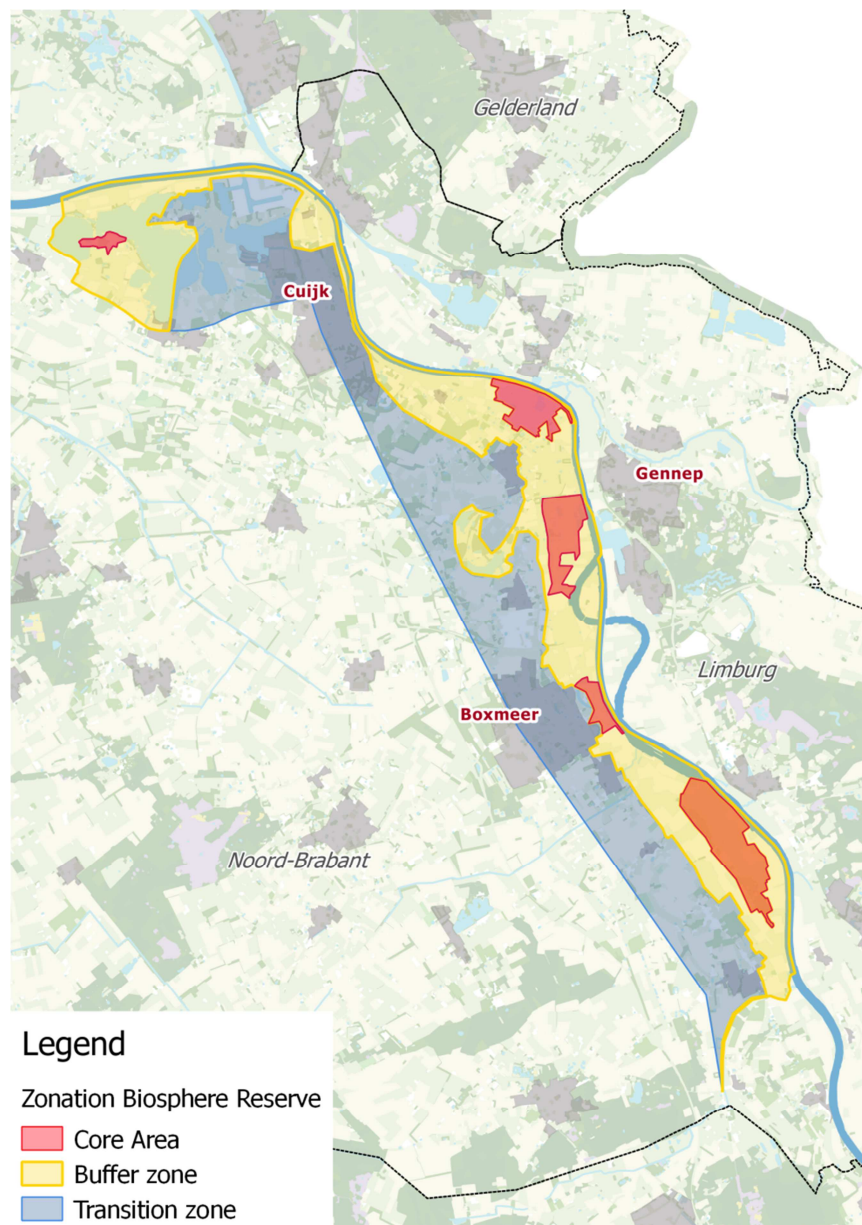 Gelderland
Cuijk
Gennep
Limburg
Boxmeer
Noord-Brabant
Legend
Zonation Biosphere Reserve
Core Area
Buffer zone
Transition zone